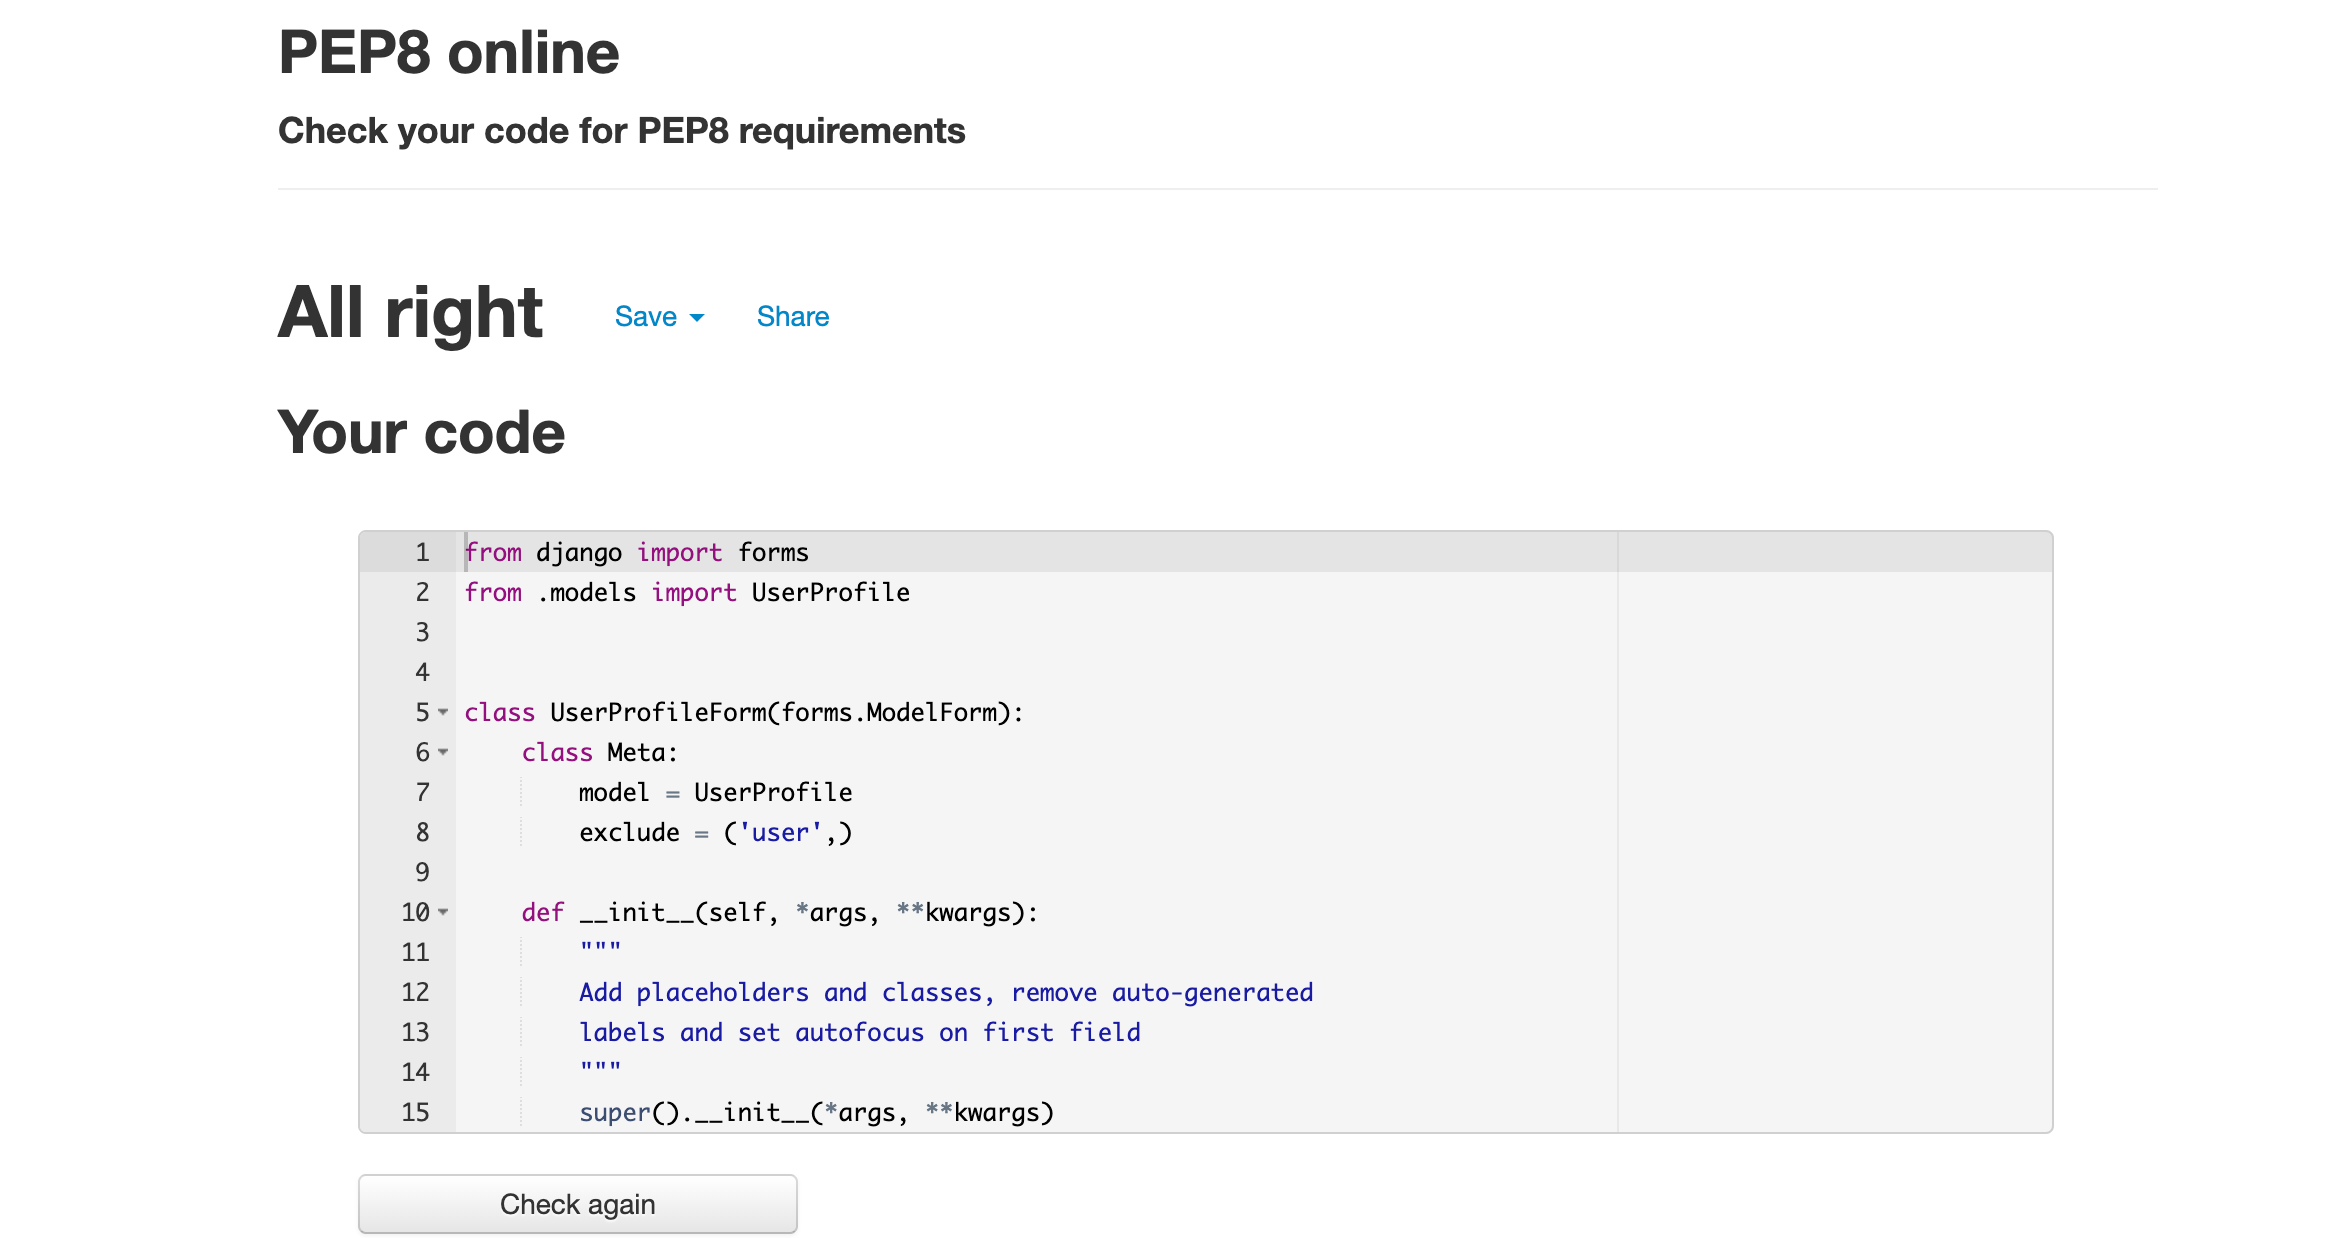 PEP8 online
Check your code for PEP8 requirements
All right Save Share
Your code
1 from django import forms
2 from .models import UserProfile
3
4
5 class UserProfileForm(forms.ModelForm):
6     class Meta:
7         model = UserProfile
8         exclude = ('user',)
9
10     def __init__(self, *args, **kwargs):
11         """
12         Add placeholders and classes, remove auto-generated
13         labels and set autofocus on first field
14         """
15         super().__init__(*args, **kwargs)
Check again